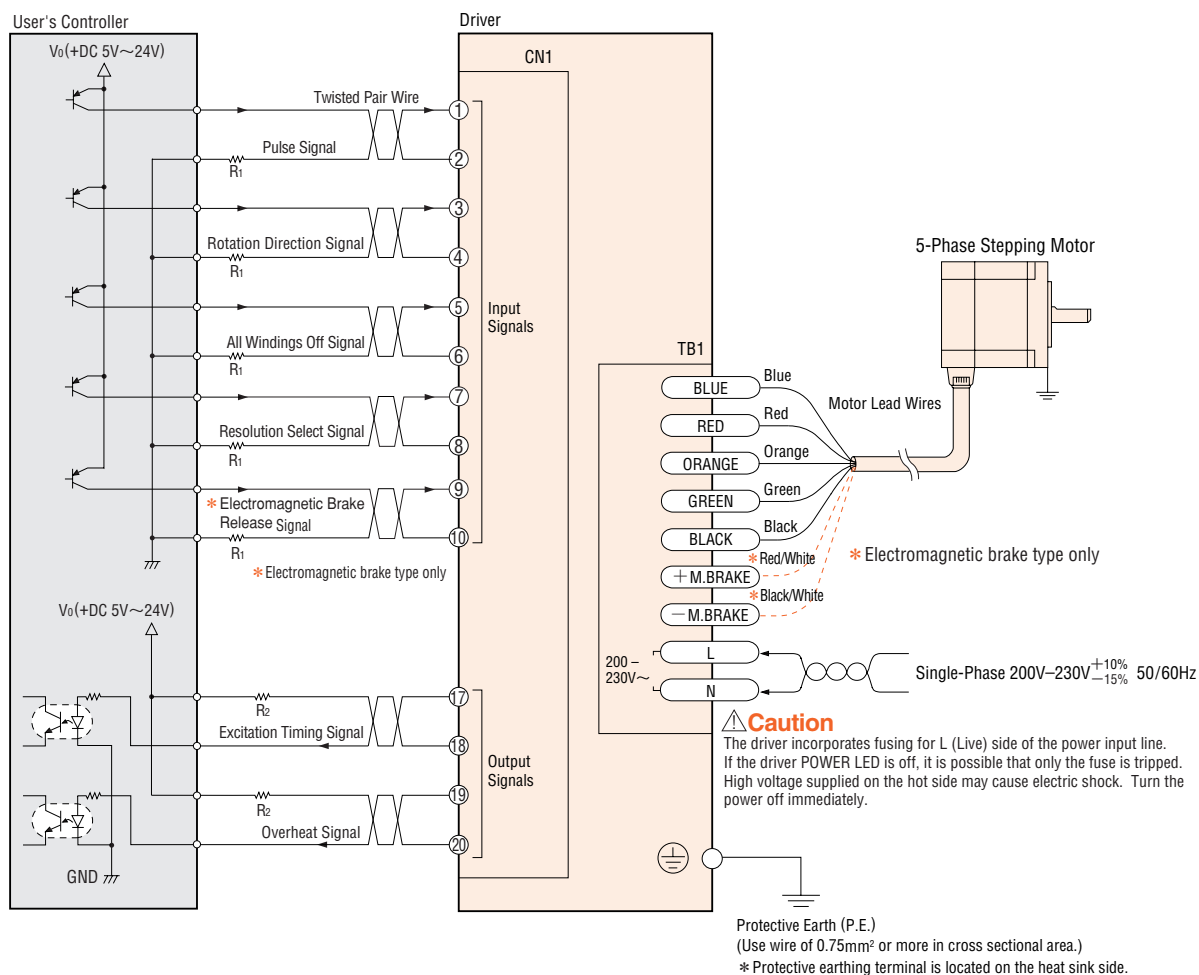 User's Controller
Driver
V0(+DC 5V～24V)
CN1
Twisted Pair Wire
1
Pulse Signal
2
R1
3
Rotation Direction Signal
4
R1
5
Input
Signals
All Windings Off Signal
6
R1
7
Resolution Select Signal
8
R1
9
*Electromagnetic Brake
Release Signal
10
R1
*Electromagnetic brake type only
V0(+DC 5V～24V)
17
R2
Excitation Timing Signal
18
Output
Signals
19
R2
Overheat Signal
20
GND
5-Phase Stepping Motor
TB1
BLUE
Blue
Motor Lead Wires
RED
Red
ORANGE
Orange
GREEN
Green
BLACK
Black
*Red/White
*Electromagnetic brake type only
+M.BRAKE
*Black/White
−M.BRAKE
200 –
230V～
L
N
Single-Phase 200V–230V +10% −15% 50/60Hz
⚠Caution
The driver incorporates fusing for L (Live) side of the power input line.
If the driver POWER LED is off, it is possible that only the fuse is tripped.
High voltage supplied on the hot side may cause electric shock. Turn the
power off immediately.
Protective Earth (P.E.)
(Use wire of 0.75mm² or more in cross sectional area.)
* Protective earthing terminal is located on the heat sink side.